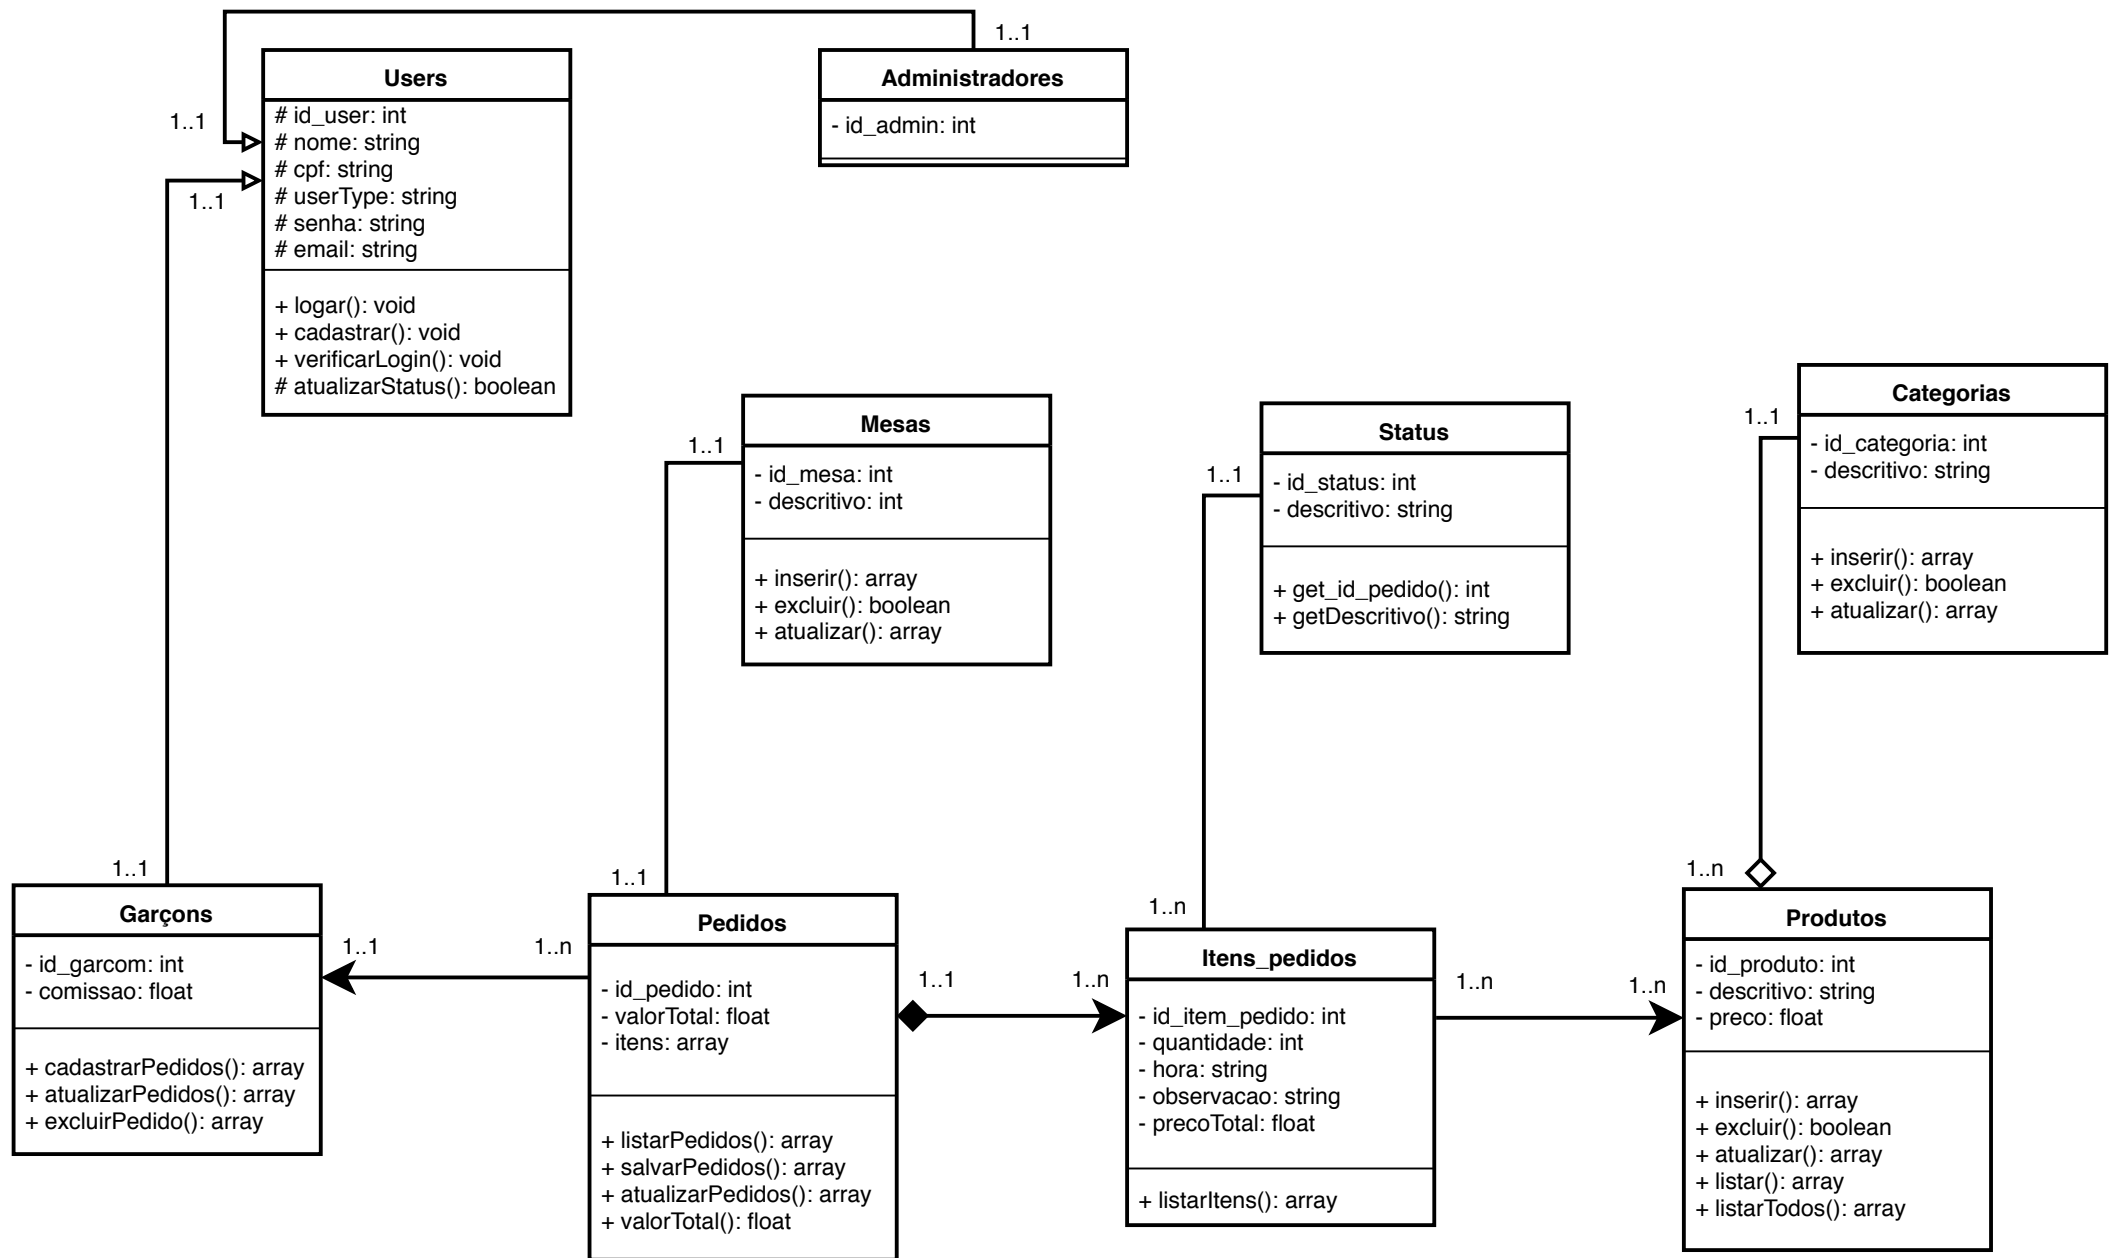 1..1
Users
# id_user: int
# nome: string
# cpf: string
# userType: string
# senha: string
# email: string
+ logar(): void
+ cadastrar(): void
+ verificarLogin(): void
# atualizarStatus(): boolean
Administradores
- id_admin: int
1..1
1..1
Mesas
- id_mesa: int
- descritivo: int
+ inserir(): array
+ excluir(): boolean
+ atualizar(): array
1..1
Status
- id_status: int
- descritivo: string
+ get_id_pedido(): int
+ getDescritivo(): string
1..1
Categorias
- id_categoria: int
- descritivo: string
+ inserir(): array
+ excluir(): boolean
+ atualizar(): array
1..1
1..1
Garçons
- id_garcom: int
- comissao: float
+ cadastrarPedidos(): array
+ atualizarPedidos(): array
+ excluirPedido(): array
1..1
1..n
1..1
Pedidos
- id_pedido: int
- valorTotal: float
- itens: array
+ listarPedidos(): array
+ salvarPedidos(): array
+ atualizarPedidos(): array
+ valorTotal(): float
1..1
1..n
1..n
Itens_pedidos
- id_item_pedido: int
- quantidade: int
- hora: string
- observacao: string
- precoTotal: float
+ listarItens(): array
1..n
1..n
1..n
Produtos
- id_produto: int
- descritivo: string
- preco: float
+ inserir(): array
+ excluir(): boolean
+ atualizar(): array
+ listar(): array
+ listarTodos(): array